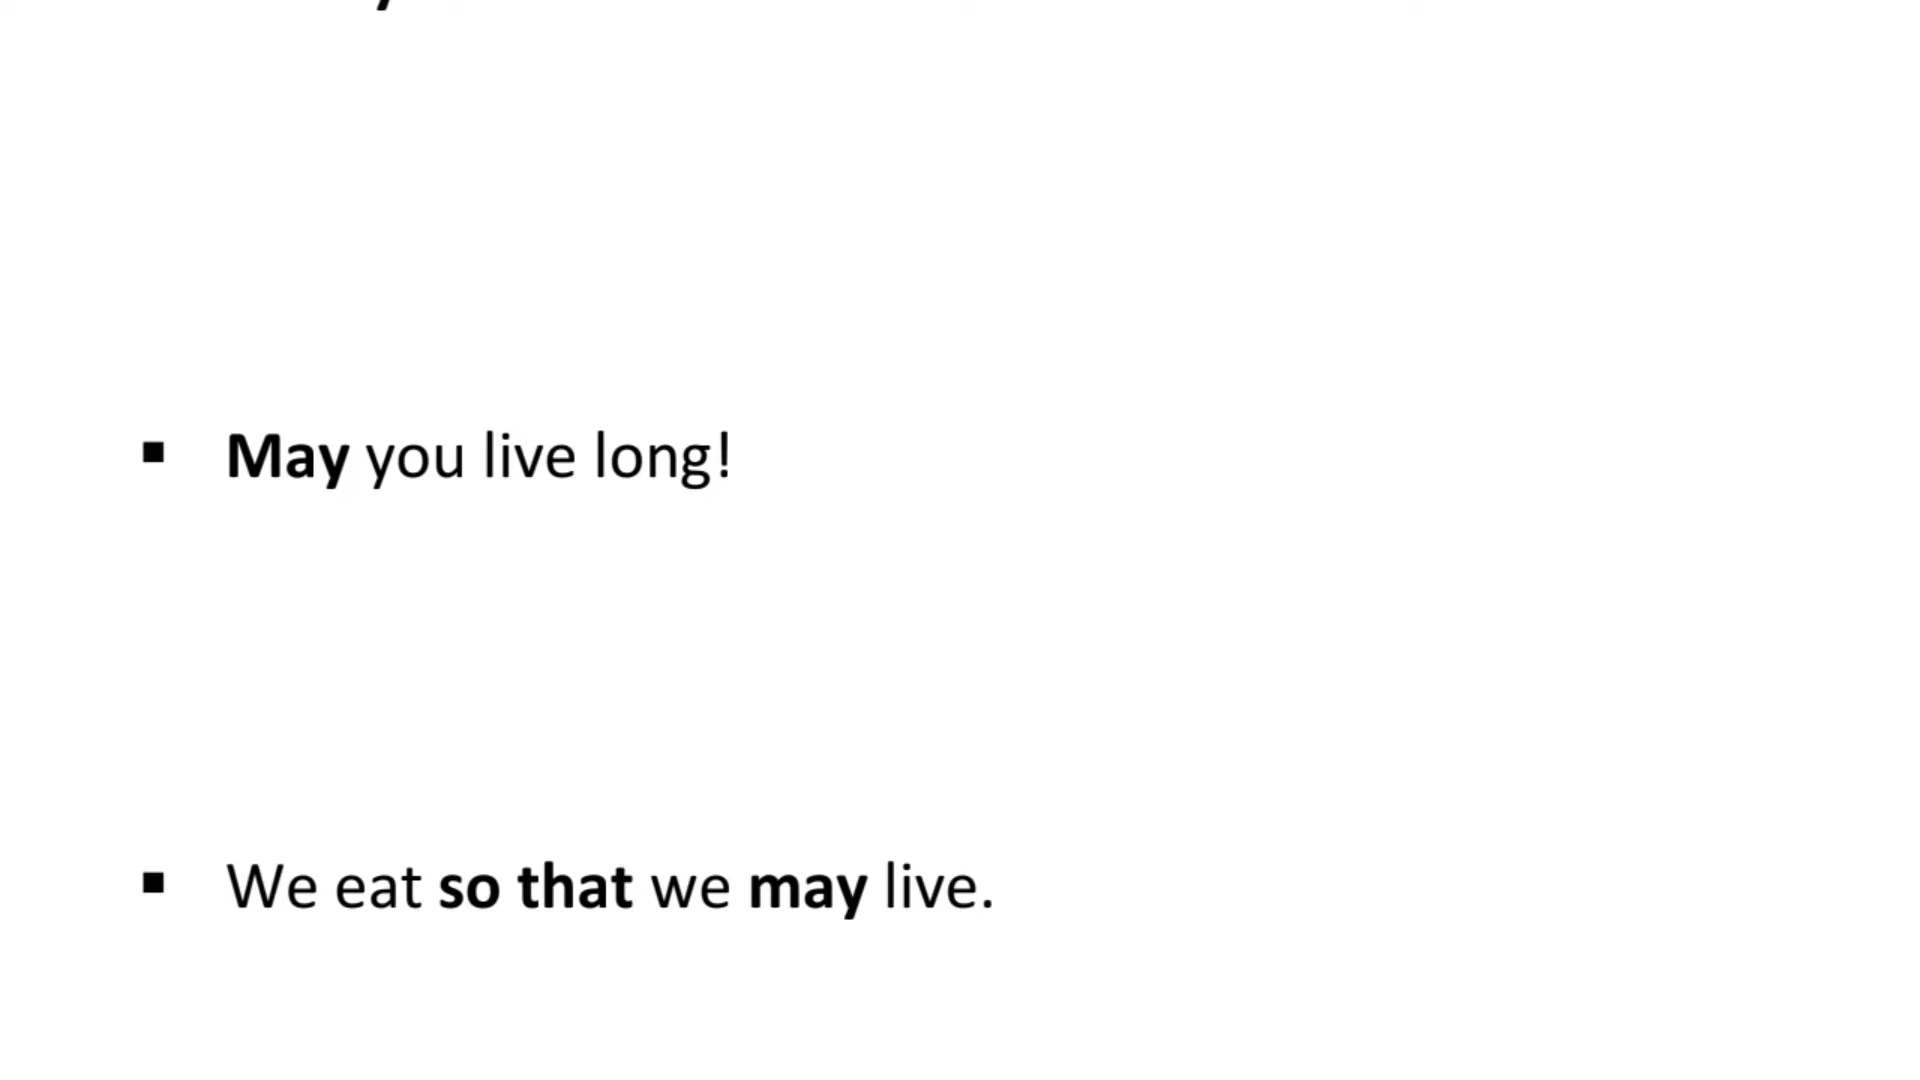 ▪ May you live long!
▪ We eat so that we may live.